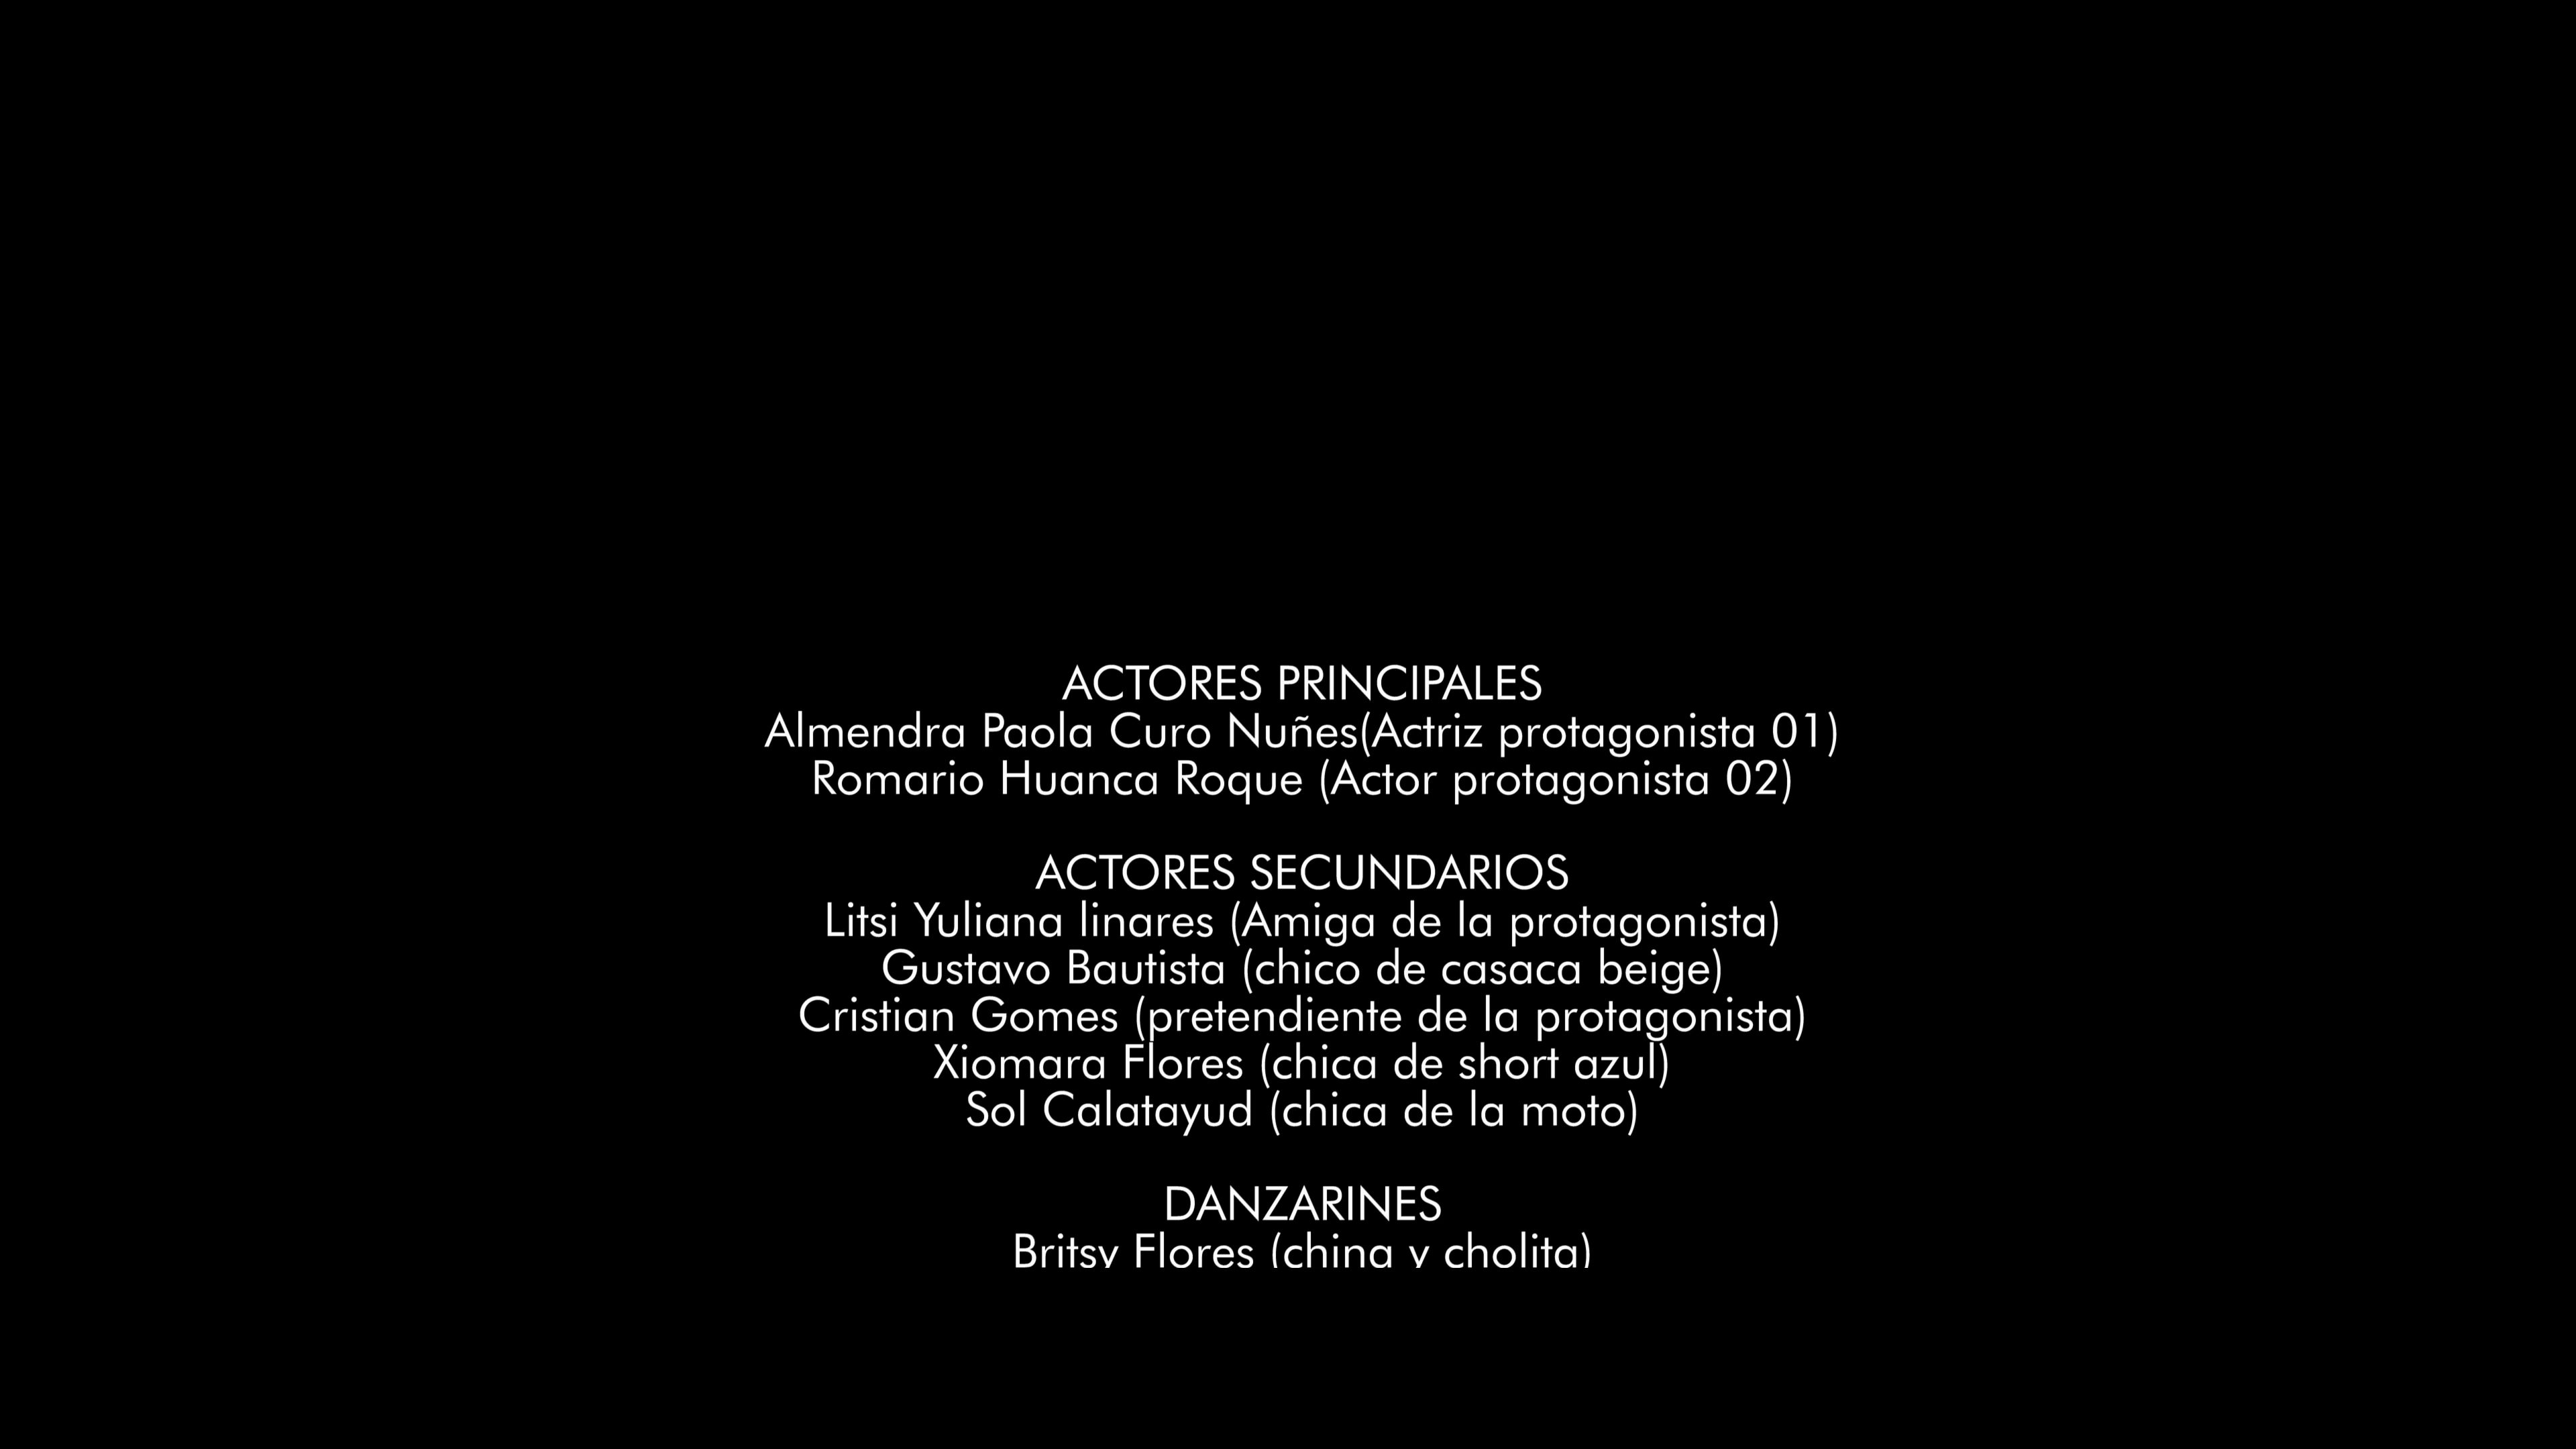 ACTORES PRINCIPALES
Almendra Paola Curo Nuñes(Actriz protagonista 01)
Romario Huanca Roque (Actor protagonista 02)
ACTORES SECUNDARIOS
Litsi Yuliana linares (Amiga de la protagonista)
Gustavo Bautista (chico de casaca beige)
Cristian Gomes (pretendiente de la protagonista)
Xiomara Flores (chica de short azul)
Sol Calatayud (chica de la moto)
DANZARINES
Britsy Flores (china y cholita)